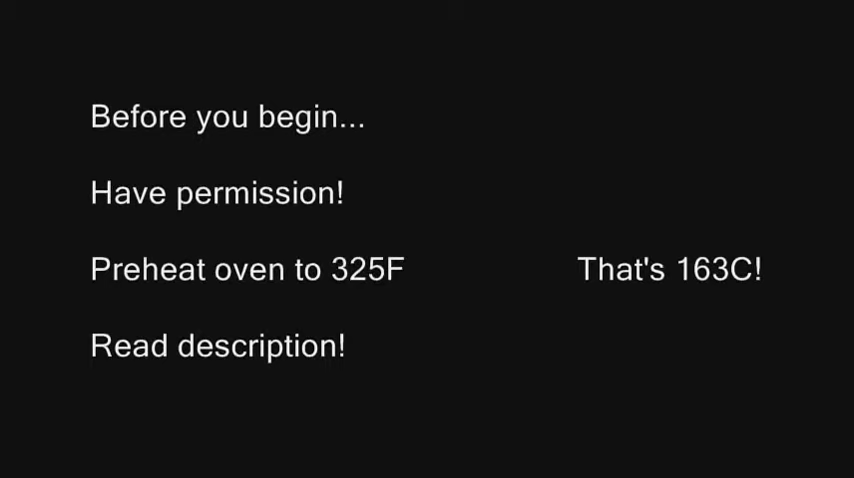 Before you begin...
Have permission!
Preheat oven to 325F That's 163C!
Read description!